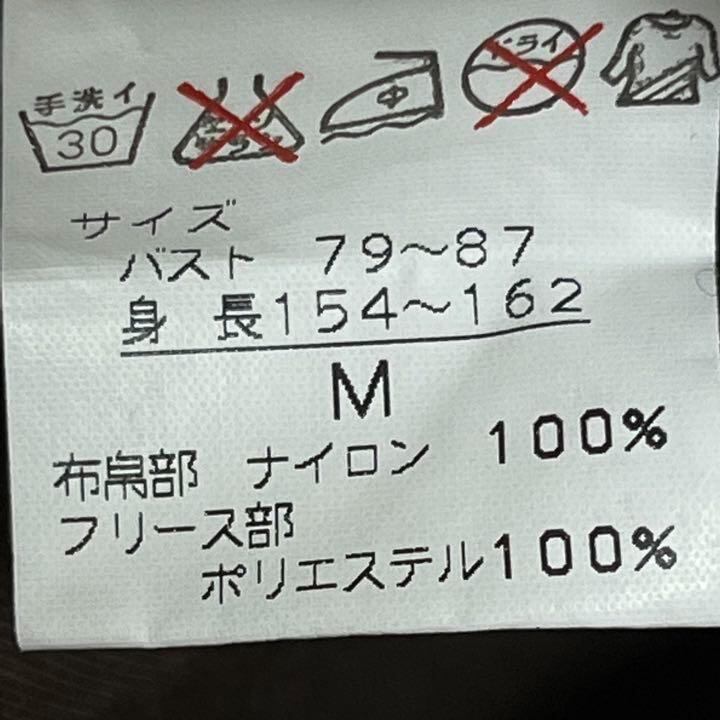 手洗イ
30
中
ドライ
サイズ
バスト 79〜87
身 長154〜162
M
布帛部 ナイロン 100%
フリース部
ポリエステル100%